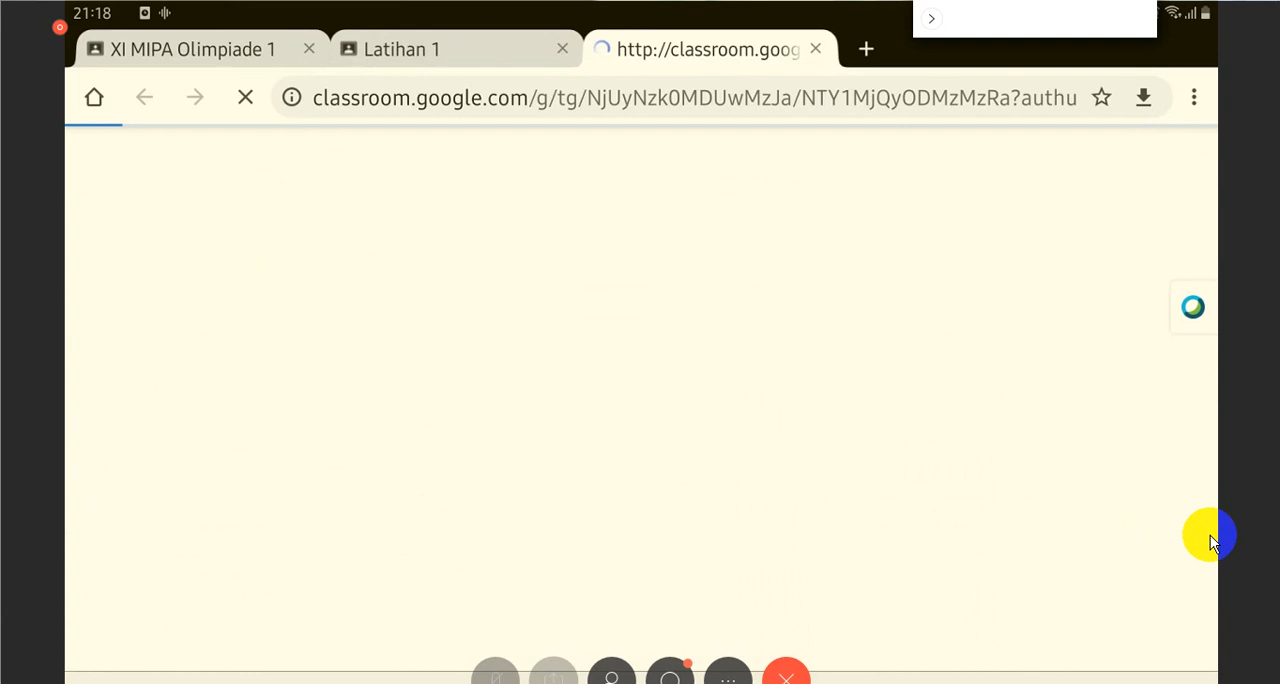 21:18
XI MIPA Olimpiade 1
Latihan 1
http://classroom.goog
classroom.google.com/g/tg/NjUyNzk0MDUwMzJa/NTY1MjQyODMzMzRa?authu